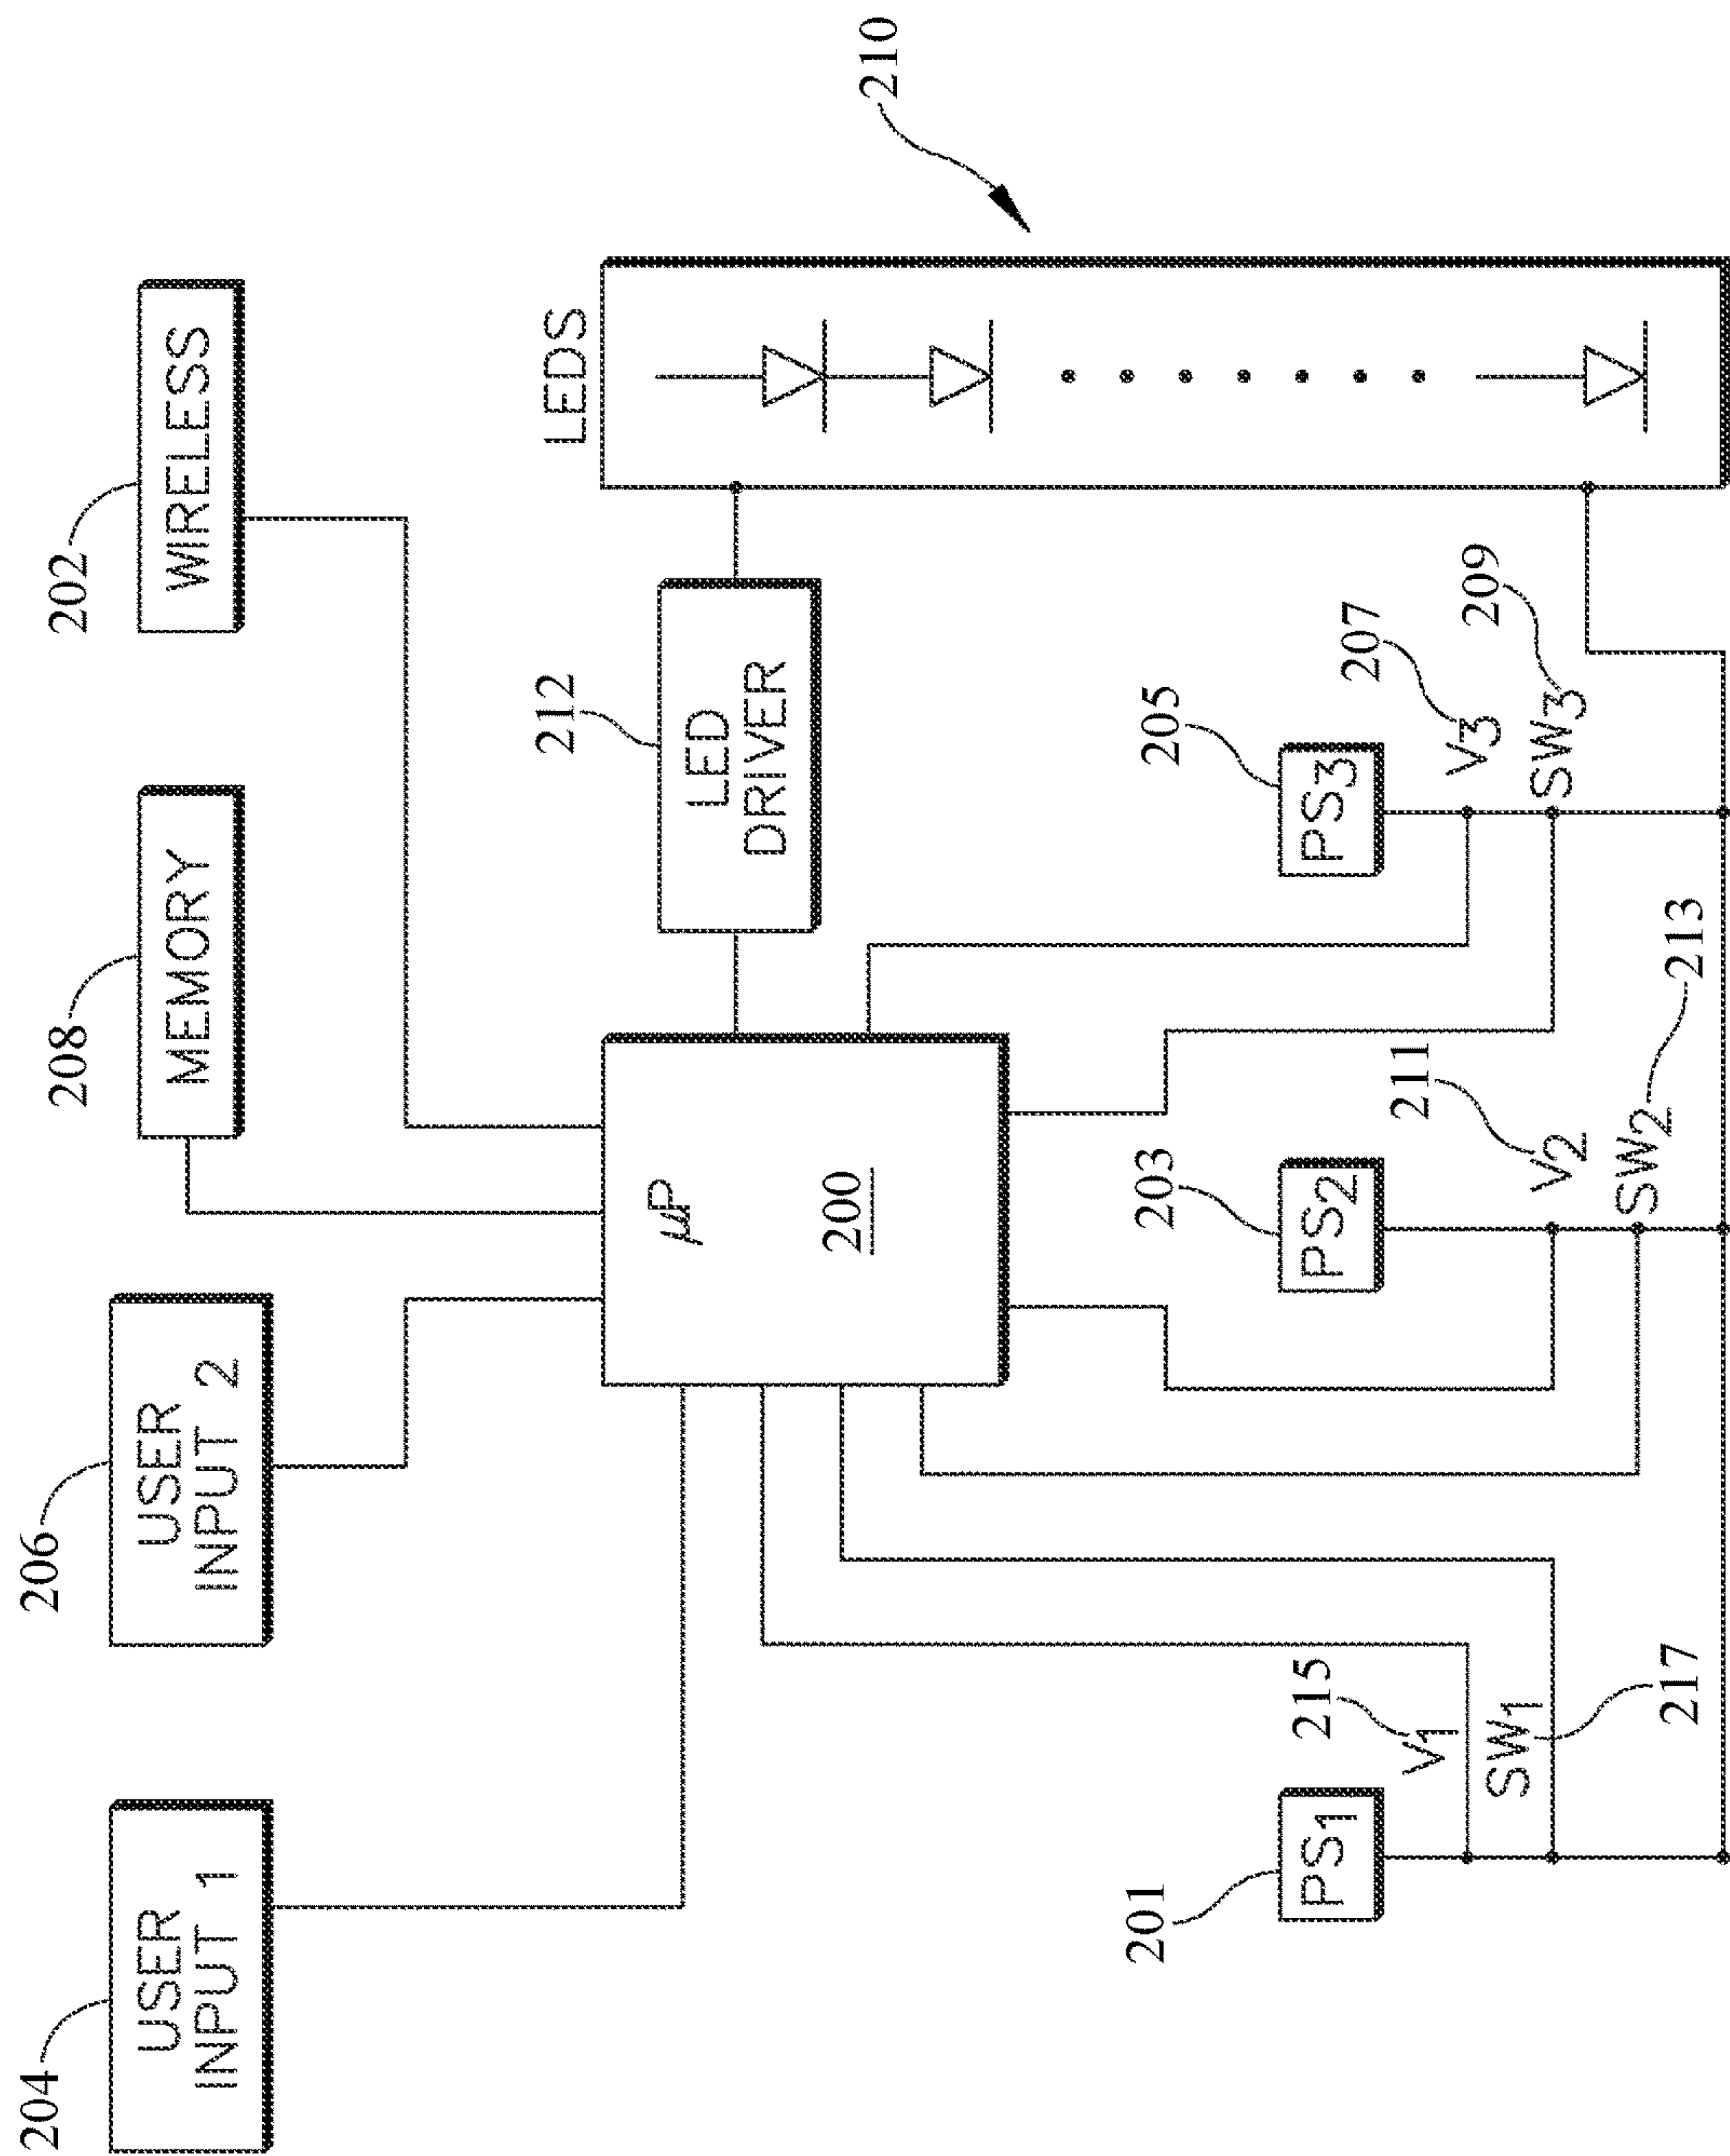 204
206
208
202
USER
INPUT 1
USER
INPUT 2
MEMORY
WIRELESS
210
212
LEDS
μP
200
LED
DRIVER
201
203
205
PS1
PS2
PS3
215
V1
SW1
217
211
V2
SW2
213
207
V3
SW3
209